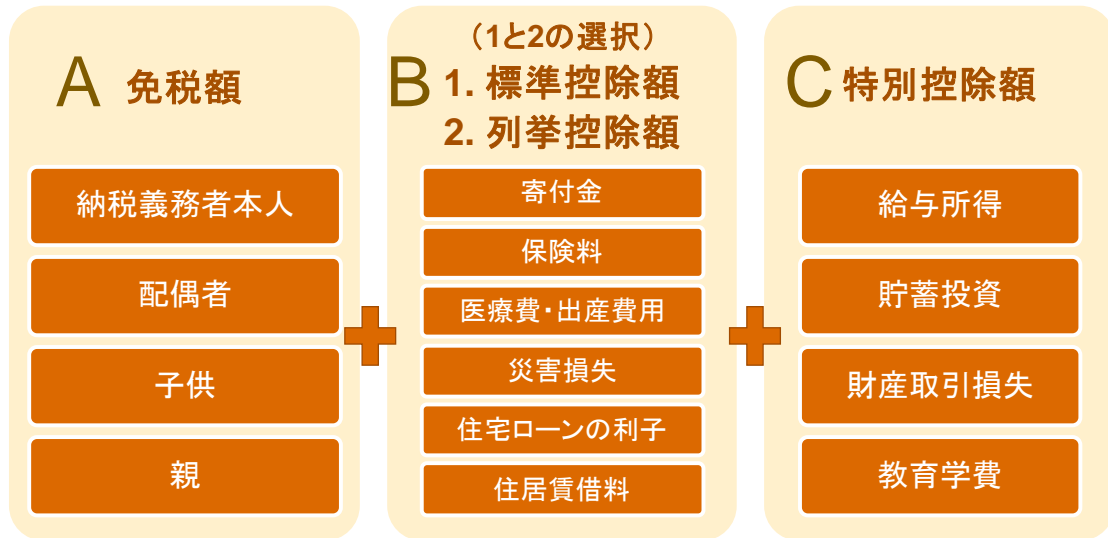 A 免税額
納税義務者本人
配偶者
子供
親
（1と2の選択）
B 1. 標準控除額
2. 列挙控除額
寄付金
保険料
医療費・出産費用
災害損失
住宅ローンの利子
住居賃借料
C 特別控除額
給与所得
貯蓄投資
財産取引損失
教育学費